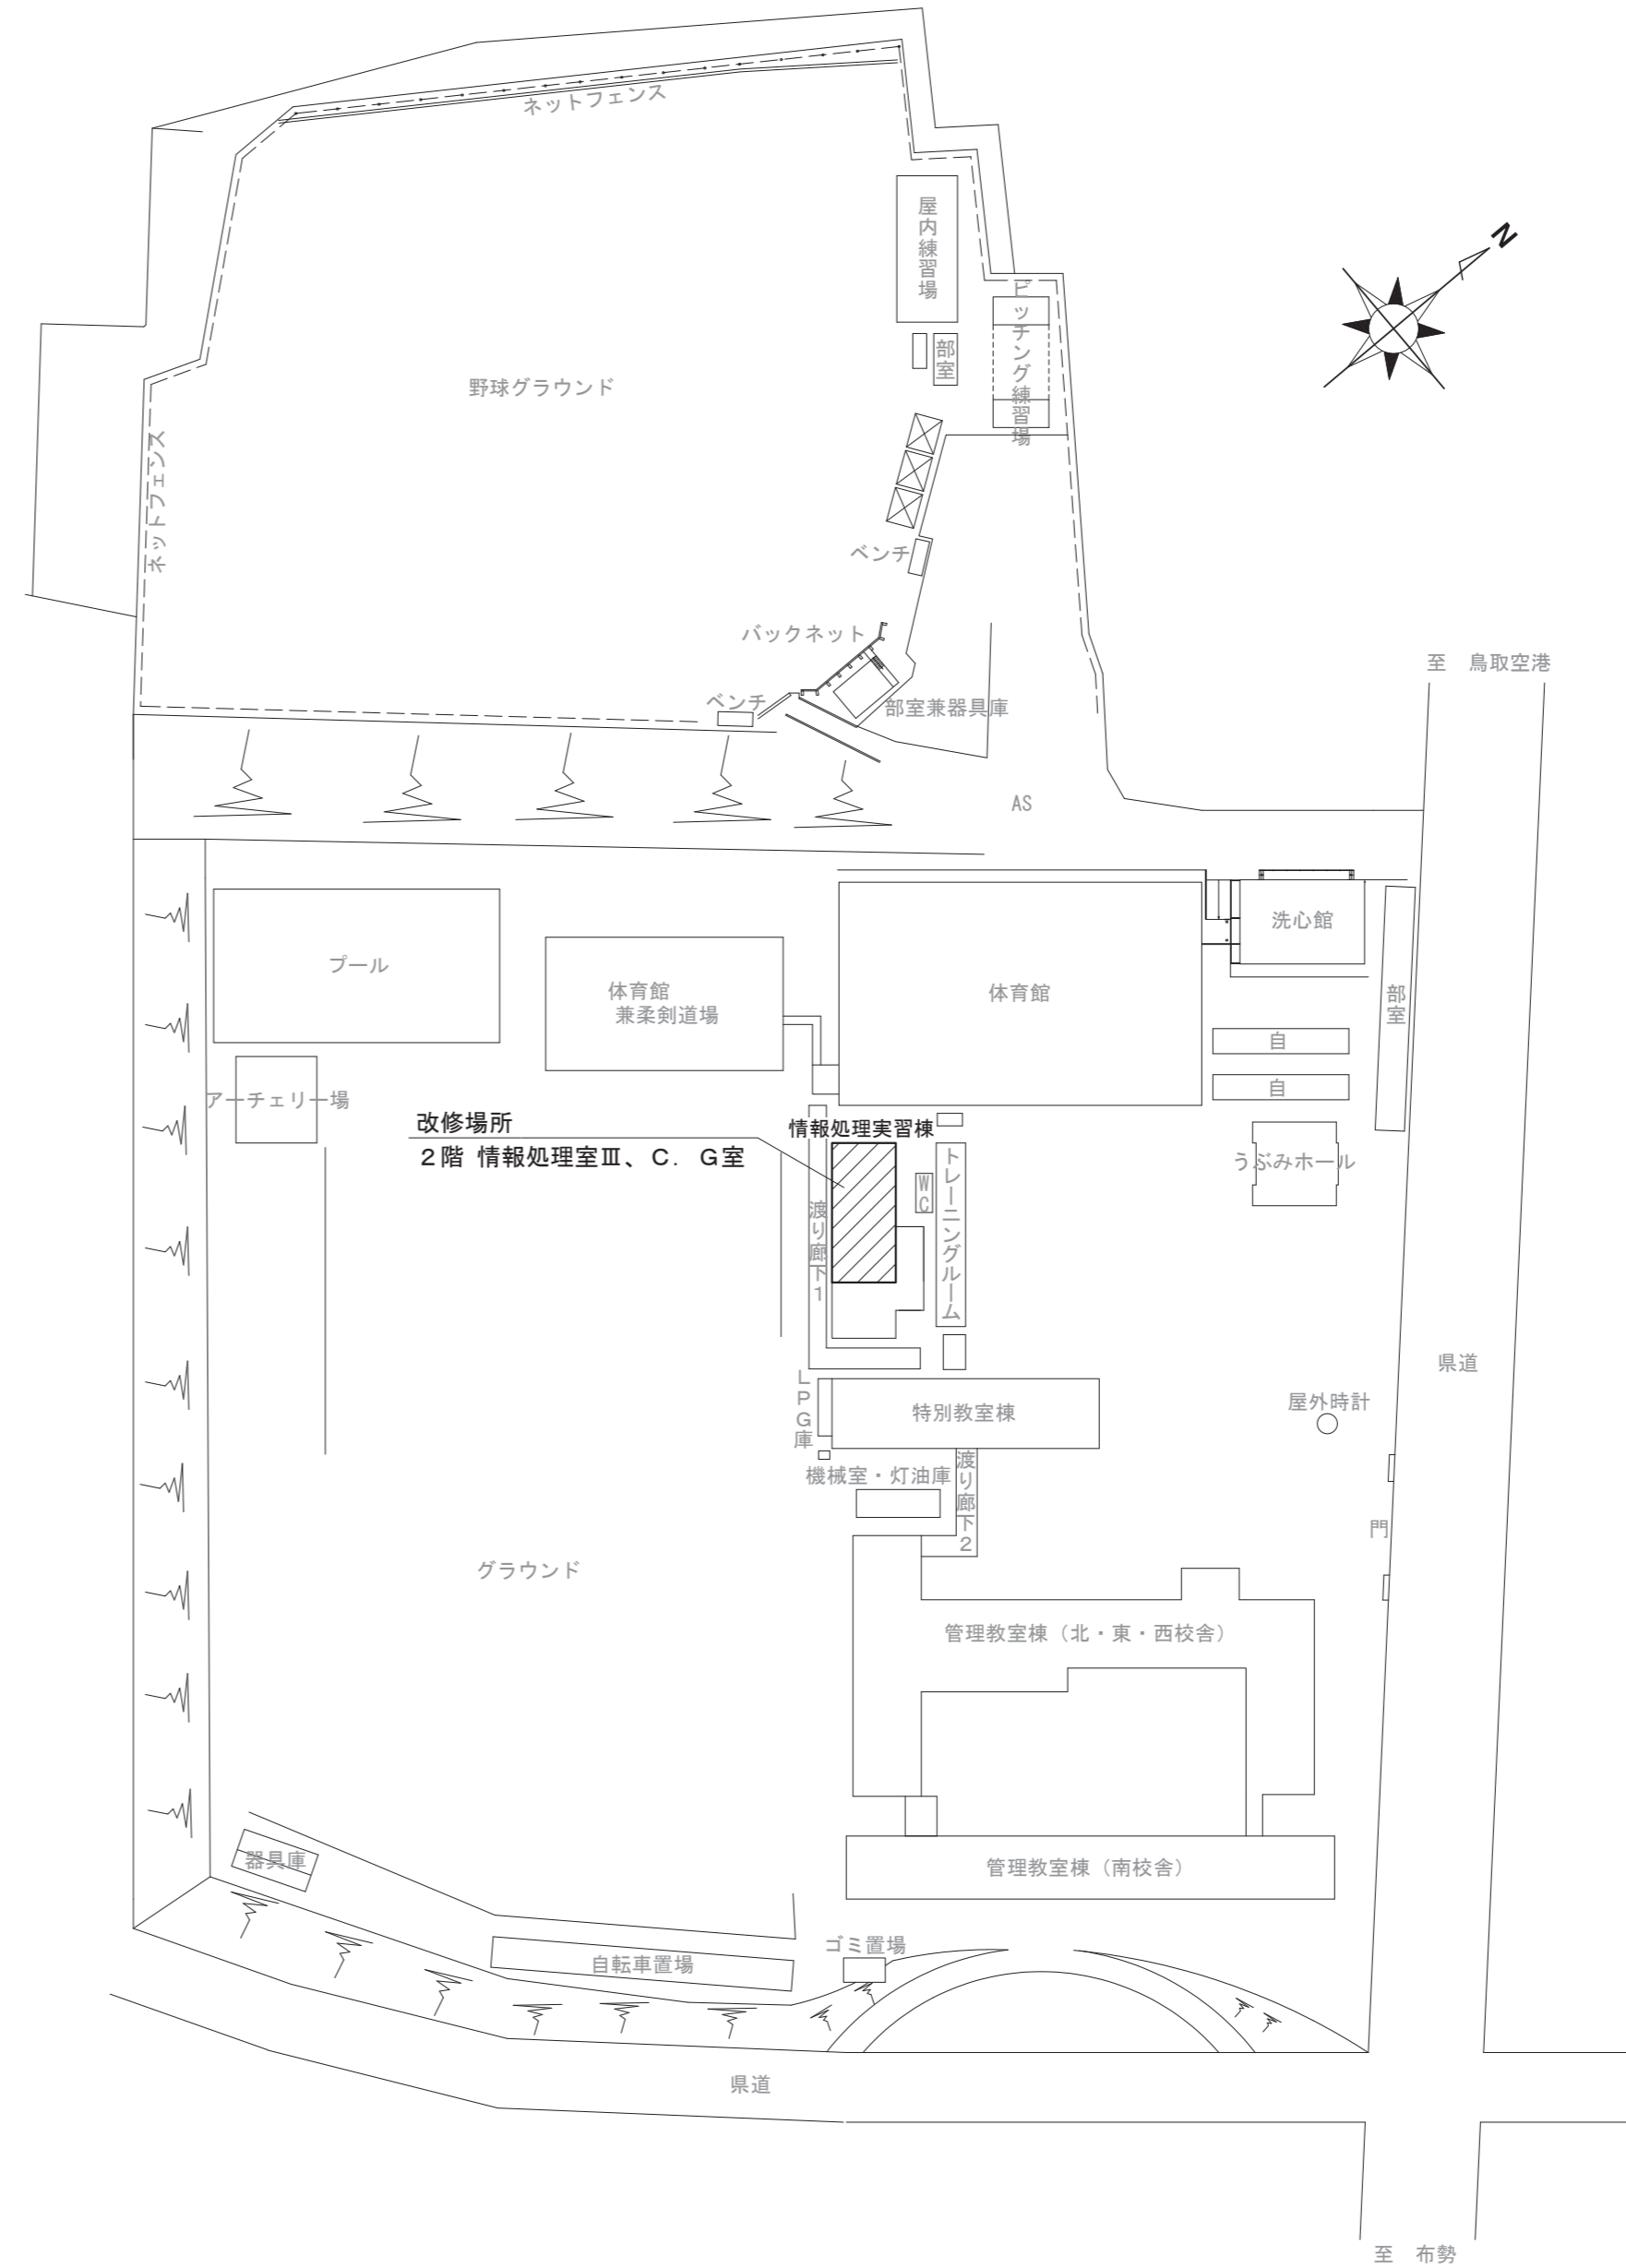 ネットフェンス
屋内練習場
N
ピッチング練習場
部室
野球グラウンド
ネットフェンス
ベンチ
バックネット
至 鳥取空港
ベンチ
部室兼器具庫
AS
洗心館
プール
体育館
兼柔剣道場
体育館
部室
自
自
アーチェリー場
改修場所
情報処理実習棟
2階 情報処理室Ⅲ、C. G室
うぶみホール
WC
トレーニングルーム
渡り廊下1
県道
LPG庫
特別教室棟
屋外時計
渡り廊下2
機械室・灯油庫
門
グラウンド
管理教室棟（北・東・西校舎）
器具庫
管理教室棟（南校舎）
ゴミ置場
自転車置場
県道
至 布勢